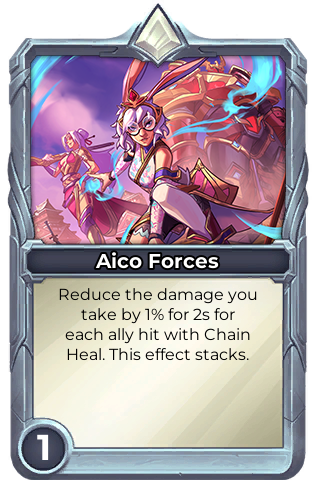 Aico Forces
Reduce the damage you
take by 1% for 2s for
each ally hit with Chain
Heal. This effect stacks.
1